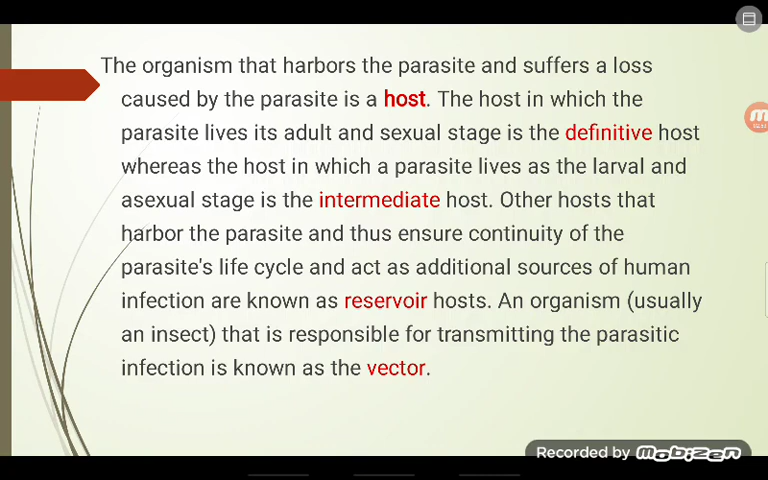 The organism that harbors the parasite and suffers a loss
caused by the parasite is a host. The host in which the
parasite lives its adult and sexual stage is the definitive host
whereas the host in which a parasite lives as the larval and
asexual stage is the intermediate host. Other hosts that
harbor the parasite and thus ensure continuity of the
parasite's life cycle and act as additional sources of human
infection are known as reservoir hosts. An organism (usually
an insect) that is responsible for transmitting the parasitic
infection is known as the vector.
Recorded by MOBIZEN